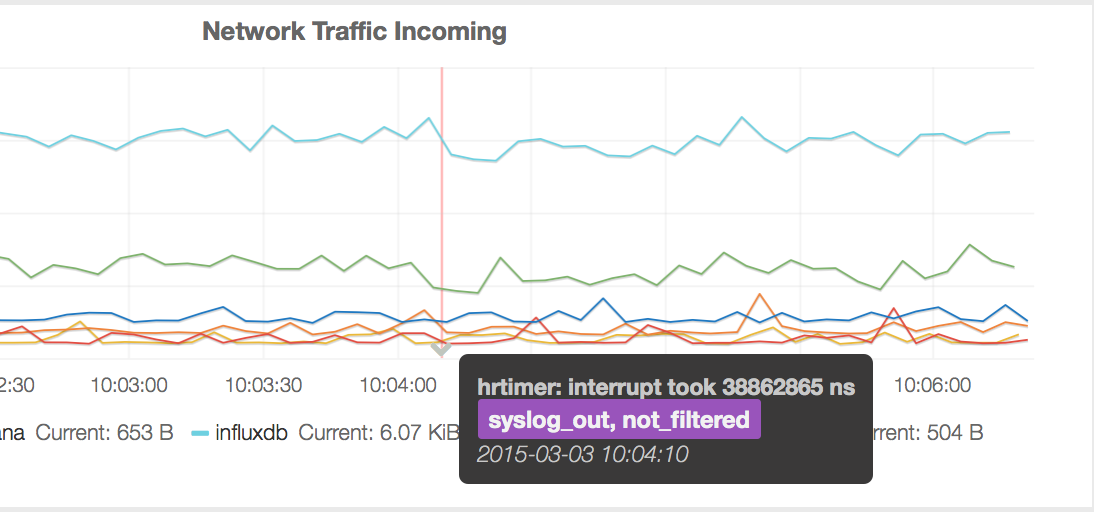 Network Traffic Incoming
2:30 10:03:00 10:03:30 10:04:00 10:06:00
ana Current: 653 B influxdb Current: 6.07 KiB rrent: 504 B
hrtimer: interrupt took 38862865 ns
syslog_out, not_filtered
2015-03-03 10:04:10